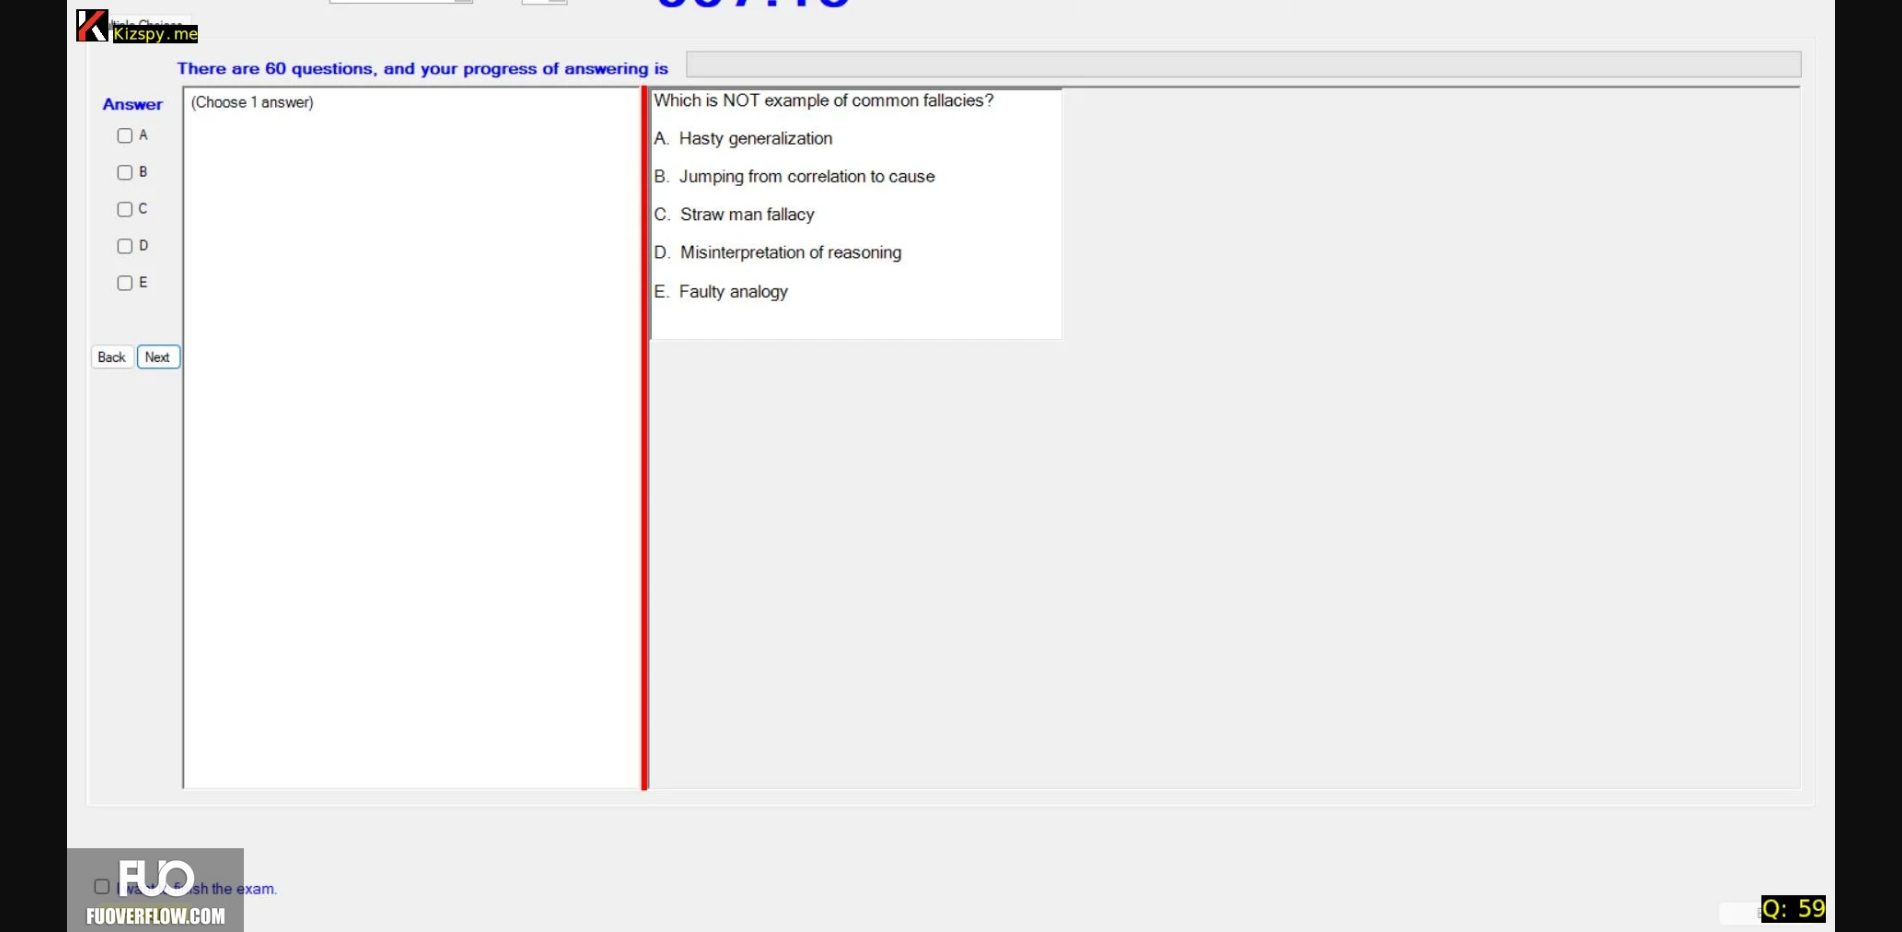 Kizspy.me
There are 60 questions, and your progress of answering is
Answer
(Choose 1 answer)
A
B
C
D
E
Back
Next
Which is NOT example of common fallacies?
A. Hasty generalization
B. Jumping from correlation to cause
C. Straw man fallacy
D. Misinterpretation of reasoning
E. Faulty analogy
FUO
the exam.
FUOVERFLOW.COM
Q: 59